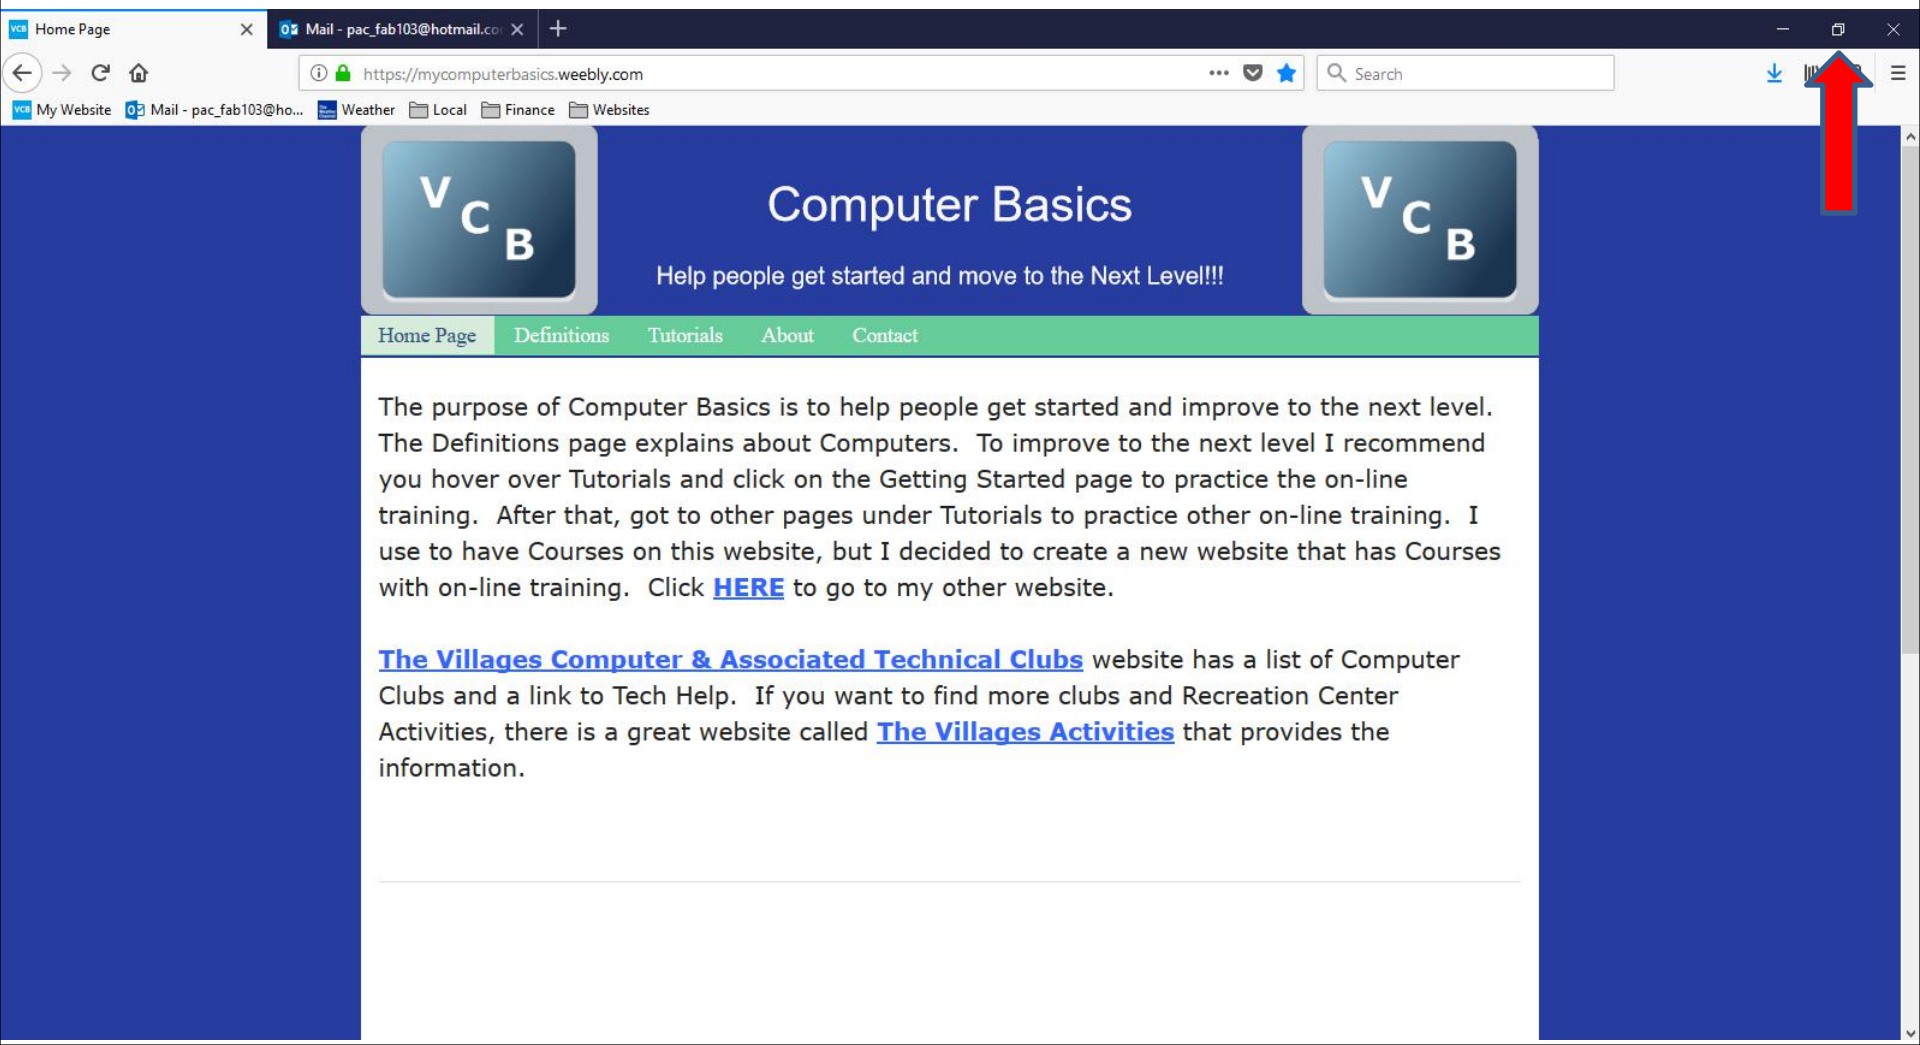 Home Page
Mail - pac_fab103@hotmail.co
https://mycomputerbasics.weebly.com
Search
My Website
Mail - pac_fab103@ho...
Weather
Local
Finance
Websites
V C B
Computer Basics
Help people get started and move to the Next Level!!!
V C B
Home Page Definitions Tutorials About Contact
The purpose of Computer Basics is to help people get started and improve to the next level.
The Definitions page explains about Computers. To improve to the next level I recommend
you hover over Tutorials and click on the Getting Started page to practice the on-line
training. After that, got to other pages under Tutorials to practice other on-line training. I
use to have Courses on this website, but I decided to create a new website that has Courses
with on-line training. Click HERE to go to my other website.
The Villages Computer & Associated Technical Clubs website has a list of Computer
Clubs and a link to Tech Help. If you want to find more clubs and Recreation Center
Activities, there is a great website called The Villages Activities that provides the
information.